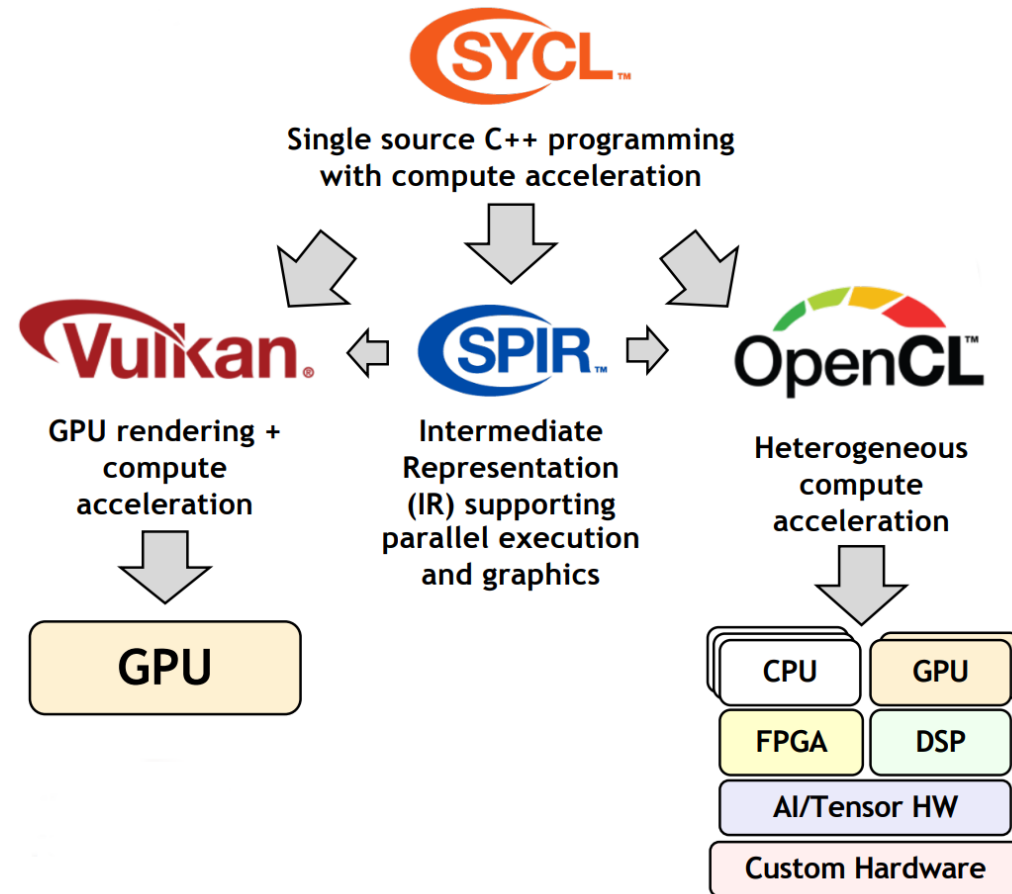 SYCL™
Single source C++ programming
with compute acceleration
Vulkan®
SPIR™
OpenCL™
GPU rendering +
compute
acceleration
Intermediate
Representation
(IR) supporting
parallel execution
and graphics
Heterogeneous
compute
acceleration
GPU
CPU
GPU
FPGA
DSP
AI/Tensor HW
Custom Hardware